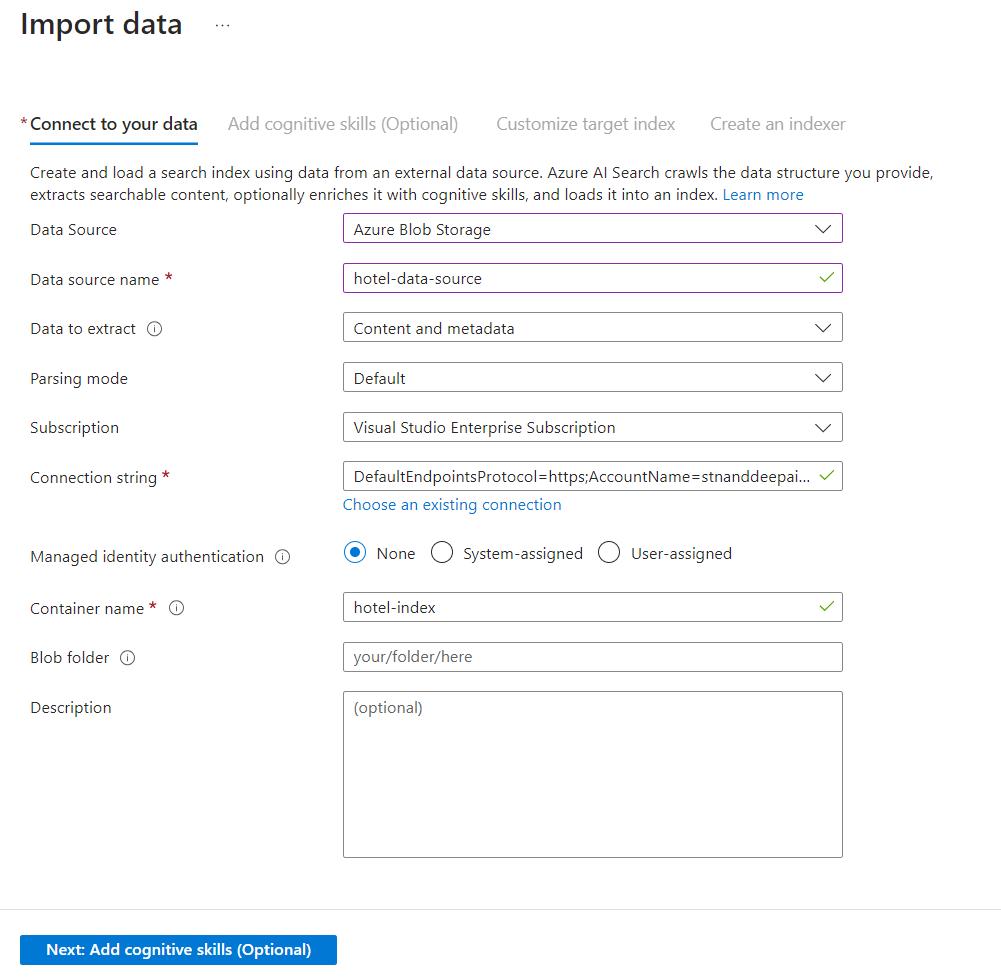 Import data ...
* Connect to your data Add cognitive skills (Optional) Customize target index Create an indexer
Create and load a search index using data from an external data source. Azure AI Search crawls the data structure you provide,
extracts searchable content, optionally enriches it with cognitive skills, and loads it into an index. Learn more
Data Source Azure Blob Storage
Data source name * hotel-data-source
Data to extract Content and metadata
Parsing mode Default
Subscription Visual Studio Enterprise Subscription
Connection string * DefaultEndpointsProtocol=https;AccountName=stnanddeepai...
Choose an existing connection
Managed identity authentication None System-assigned User-assigned
Container name * hotel-index
Blob folder your/folder/here
Description (optional)
Next: Add cognitive skills (Optional)